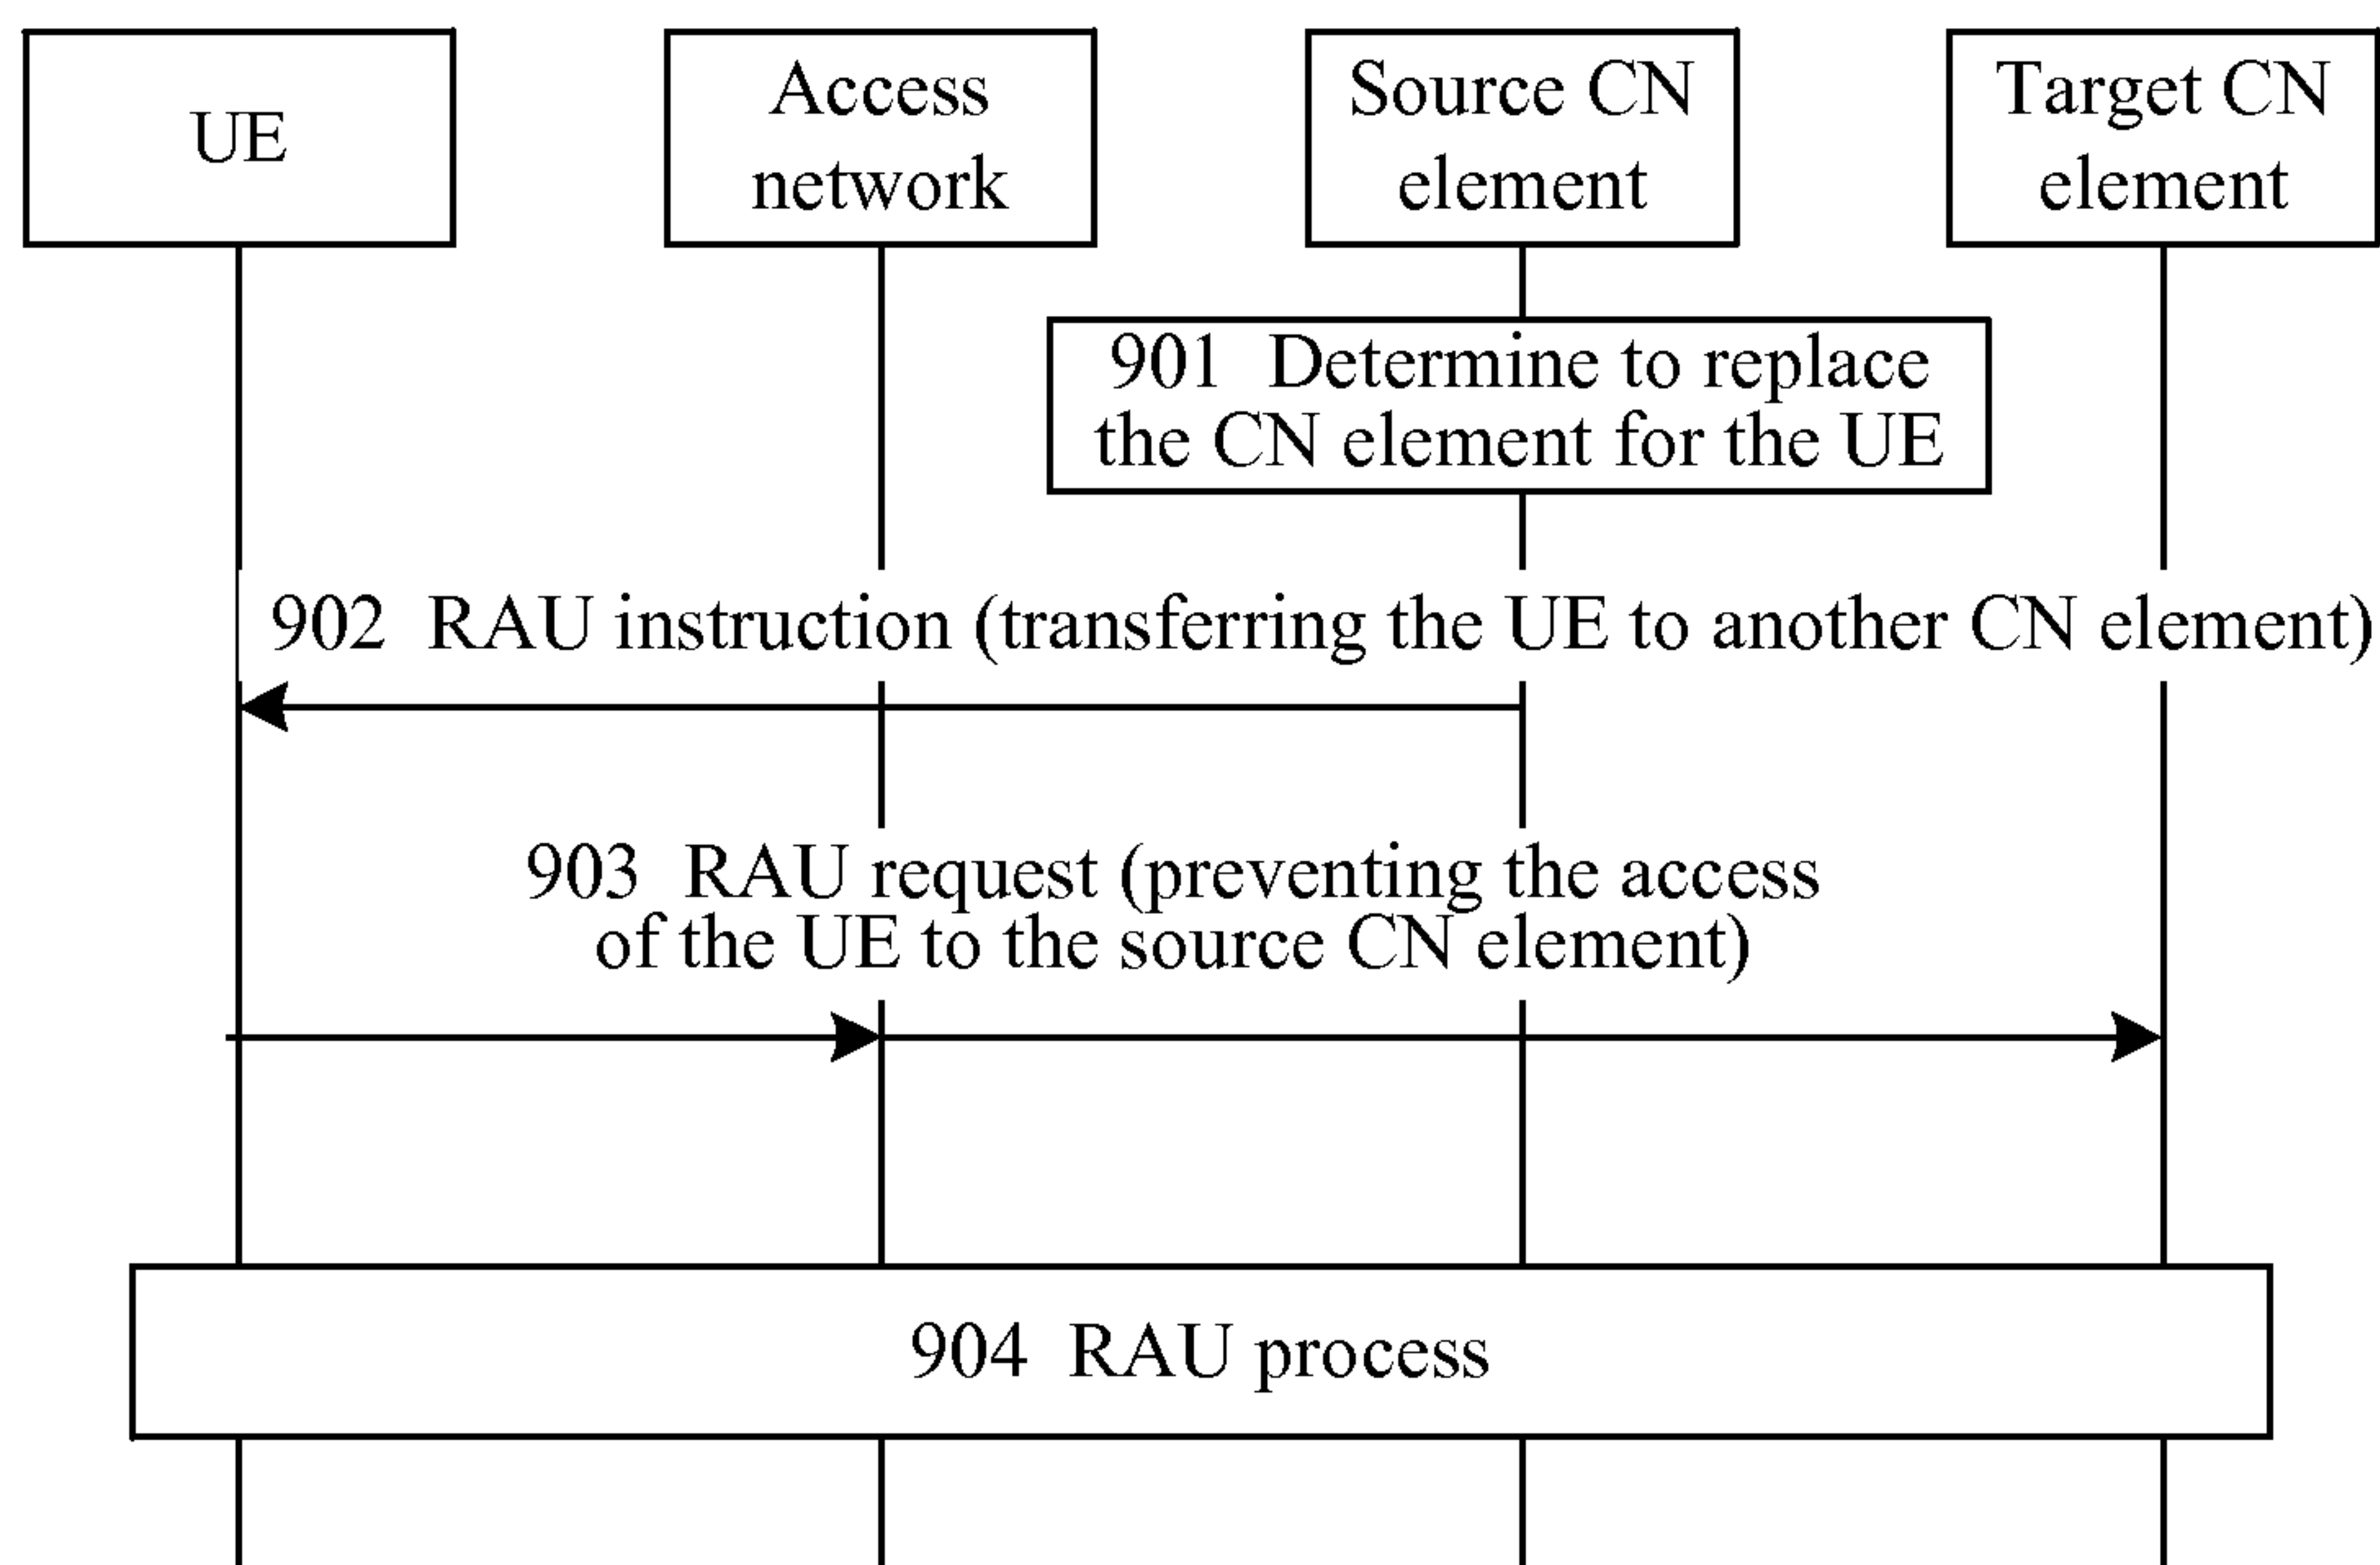 UE
Access
network
Source CN
element
Target CN
element
901 Determine to replace
the CN element for the UE
902 RAU instruction (transferring the UE to another CN element)
903 RAU request (preventing the access
of the UE to the source CN element)
904 RAU process